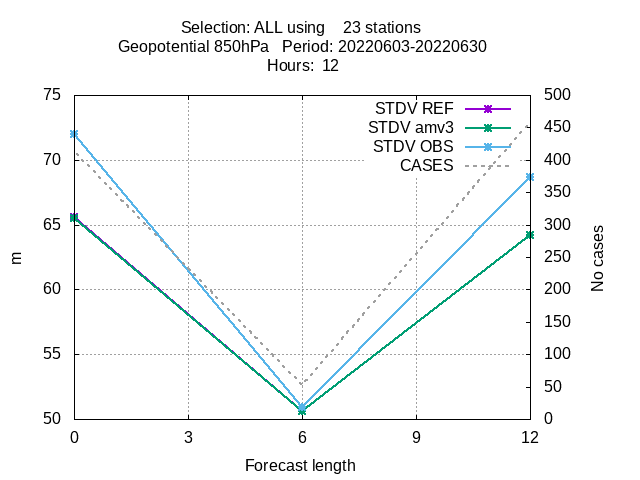 Selection: ALL using    23 stations
Geopotential 850hPa   Period: 20220603-20220630
Hours:  12
75
70
65
60
55
50
500
450
400
350
300
250
200
150
100
50
0
STDV REF
STDV amv3
STDV OBS
CASES
m
No cases
0 3 6 9 12
Forecast length